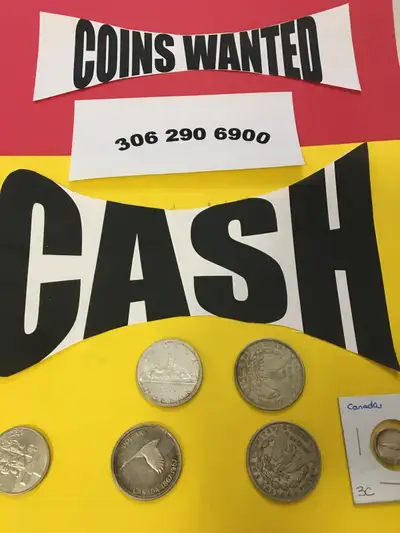 COINS WANTED
306 290 6900
CASH
Canada
3C